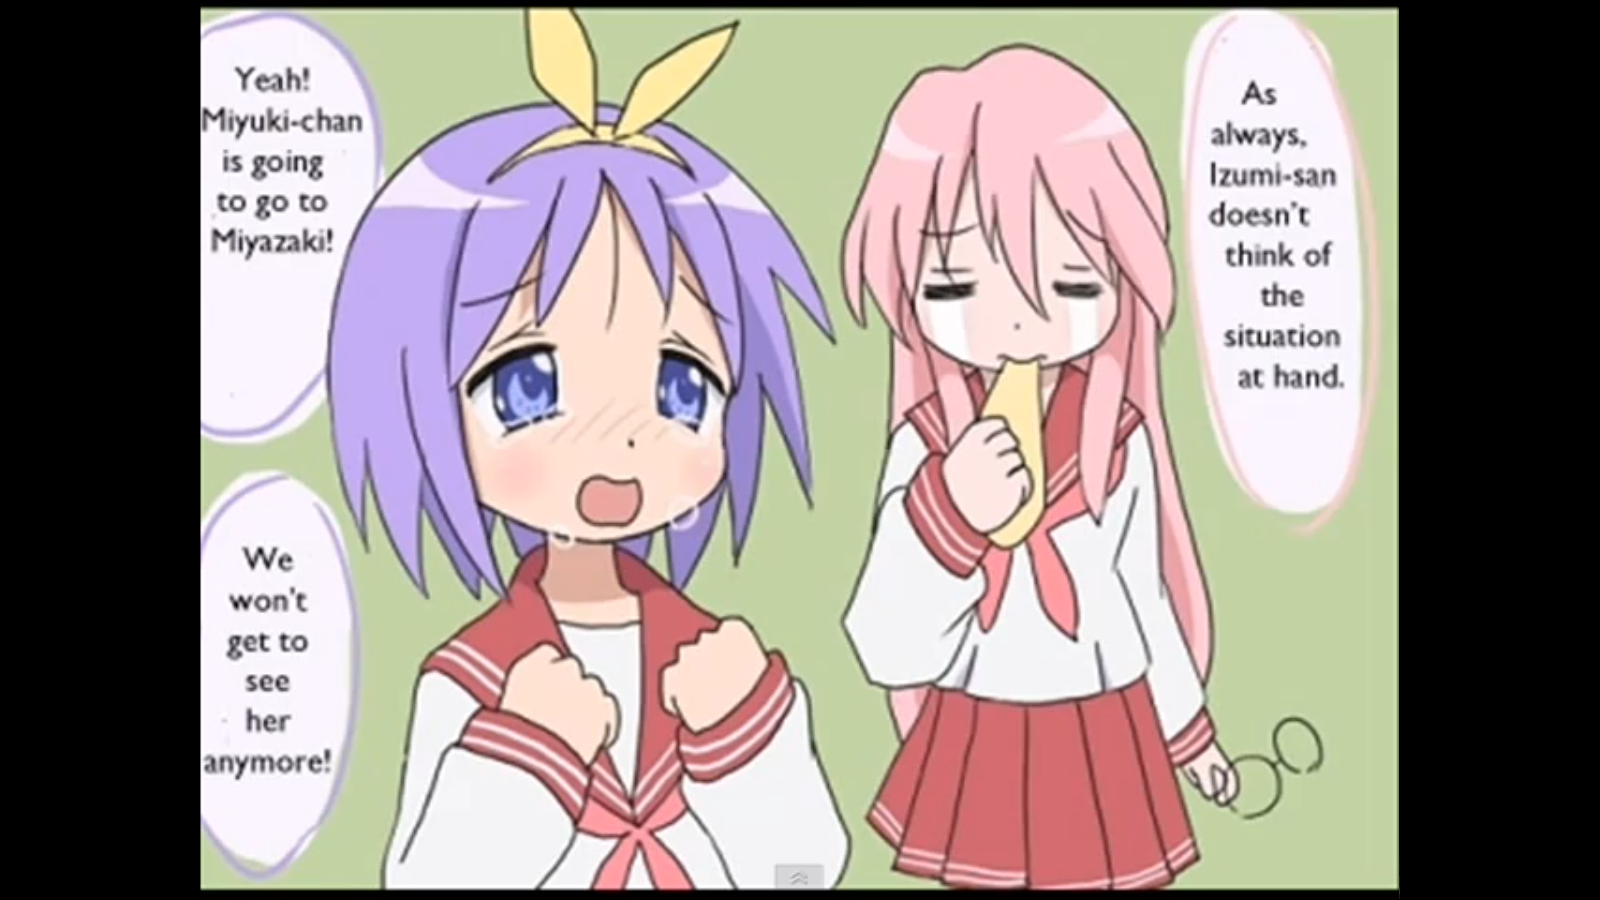 Yeah!
Miyuki-chan
is going
to go to
Miyazaki!
We
won't
get to
see
her
anymore!
As
always,
Izumi-san
doesn't
think of
the
situation
at hand.